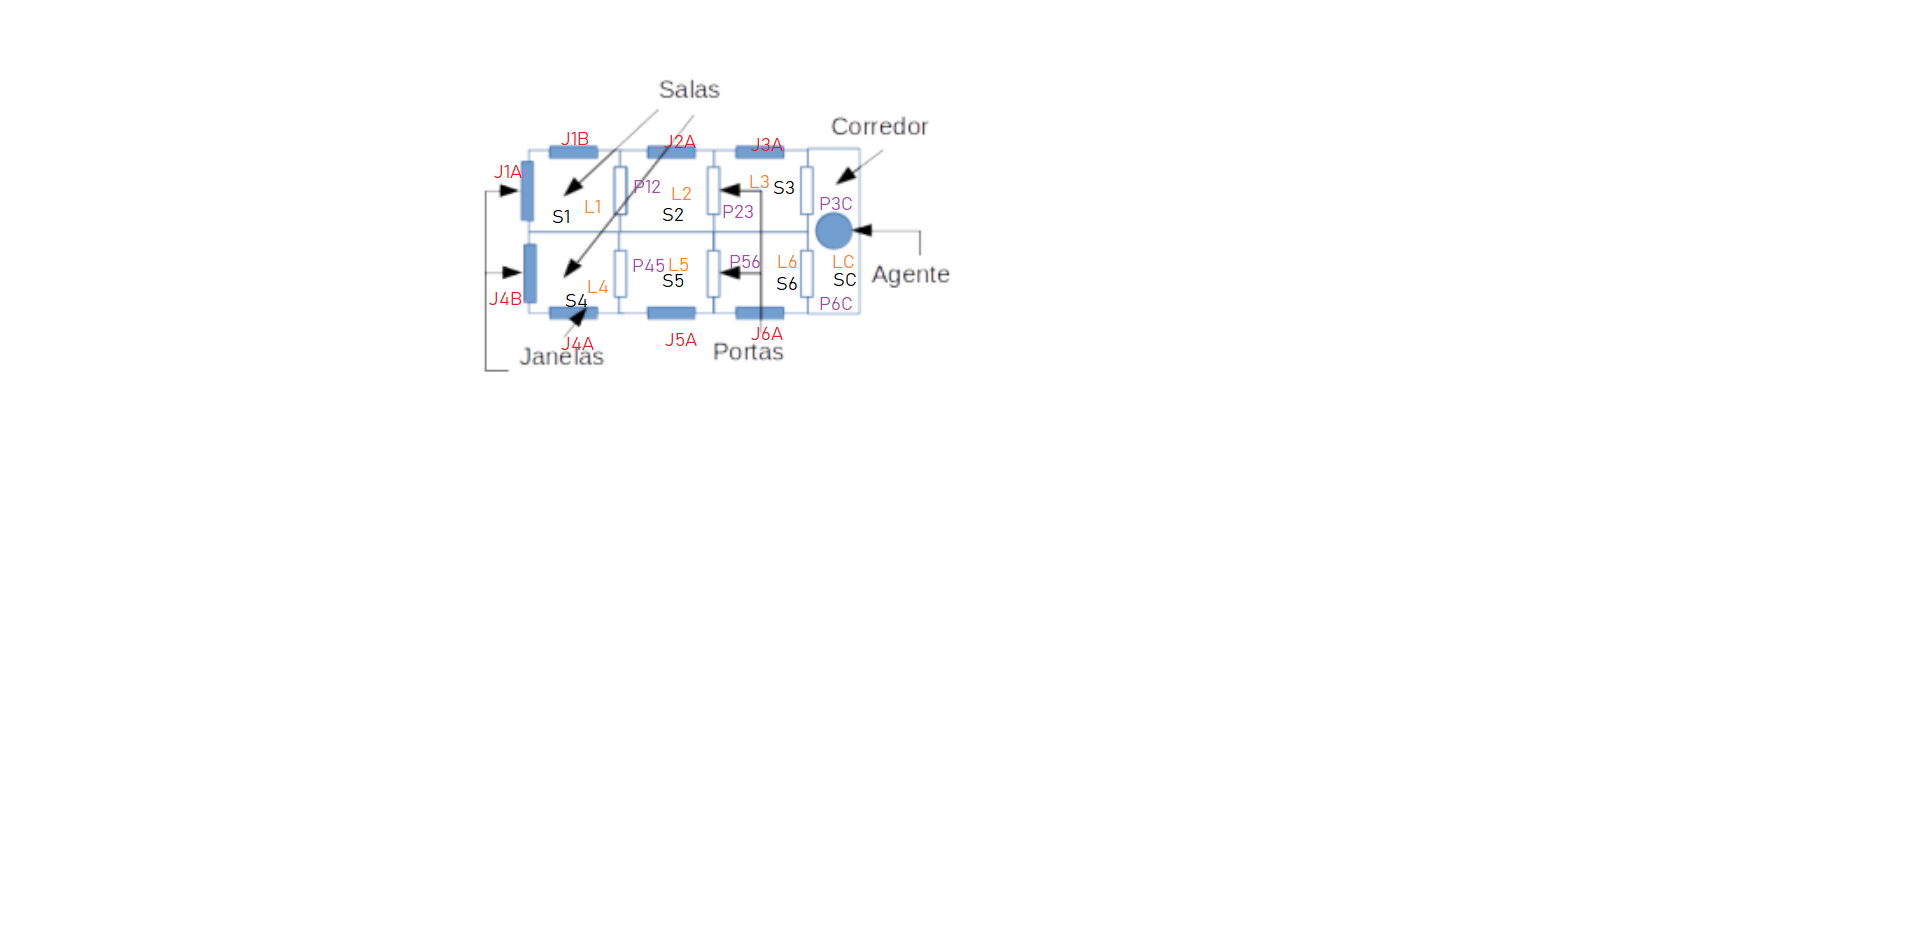 Salas
Corredor
J1B
J2A
J3A
J1A
P12
L2
L3
S3
S1
L1
S2
P23
P3C
P45
L5
P56
L6
LC
Agente
S5
S6
SC
J4B
S4
L4
P6C
J4A
J5A
J6A
Janelas
Portas